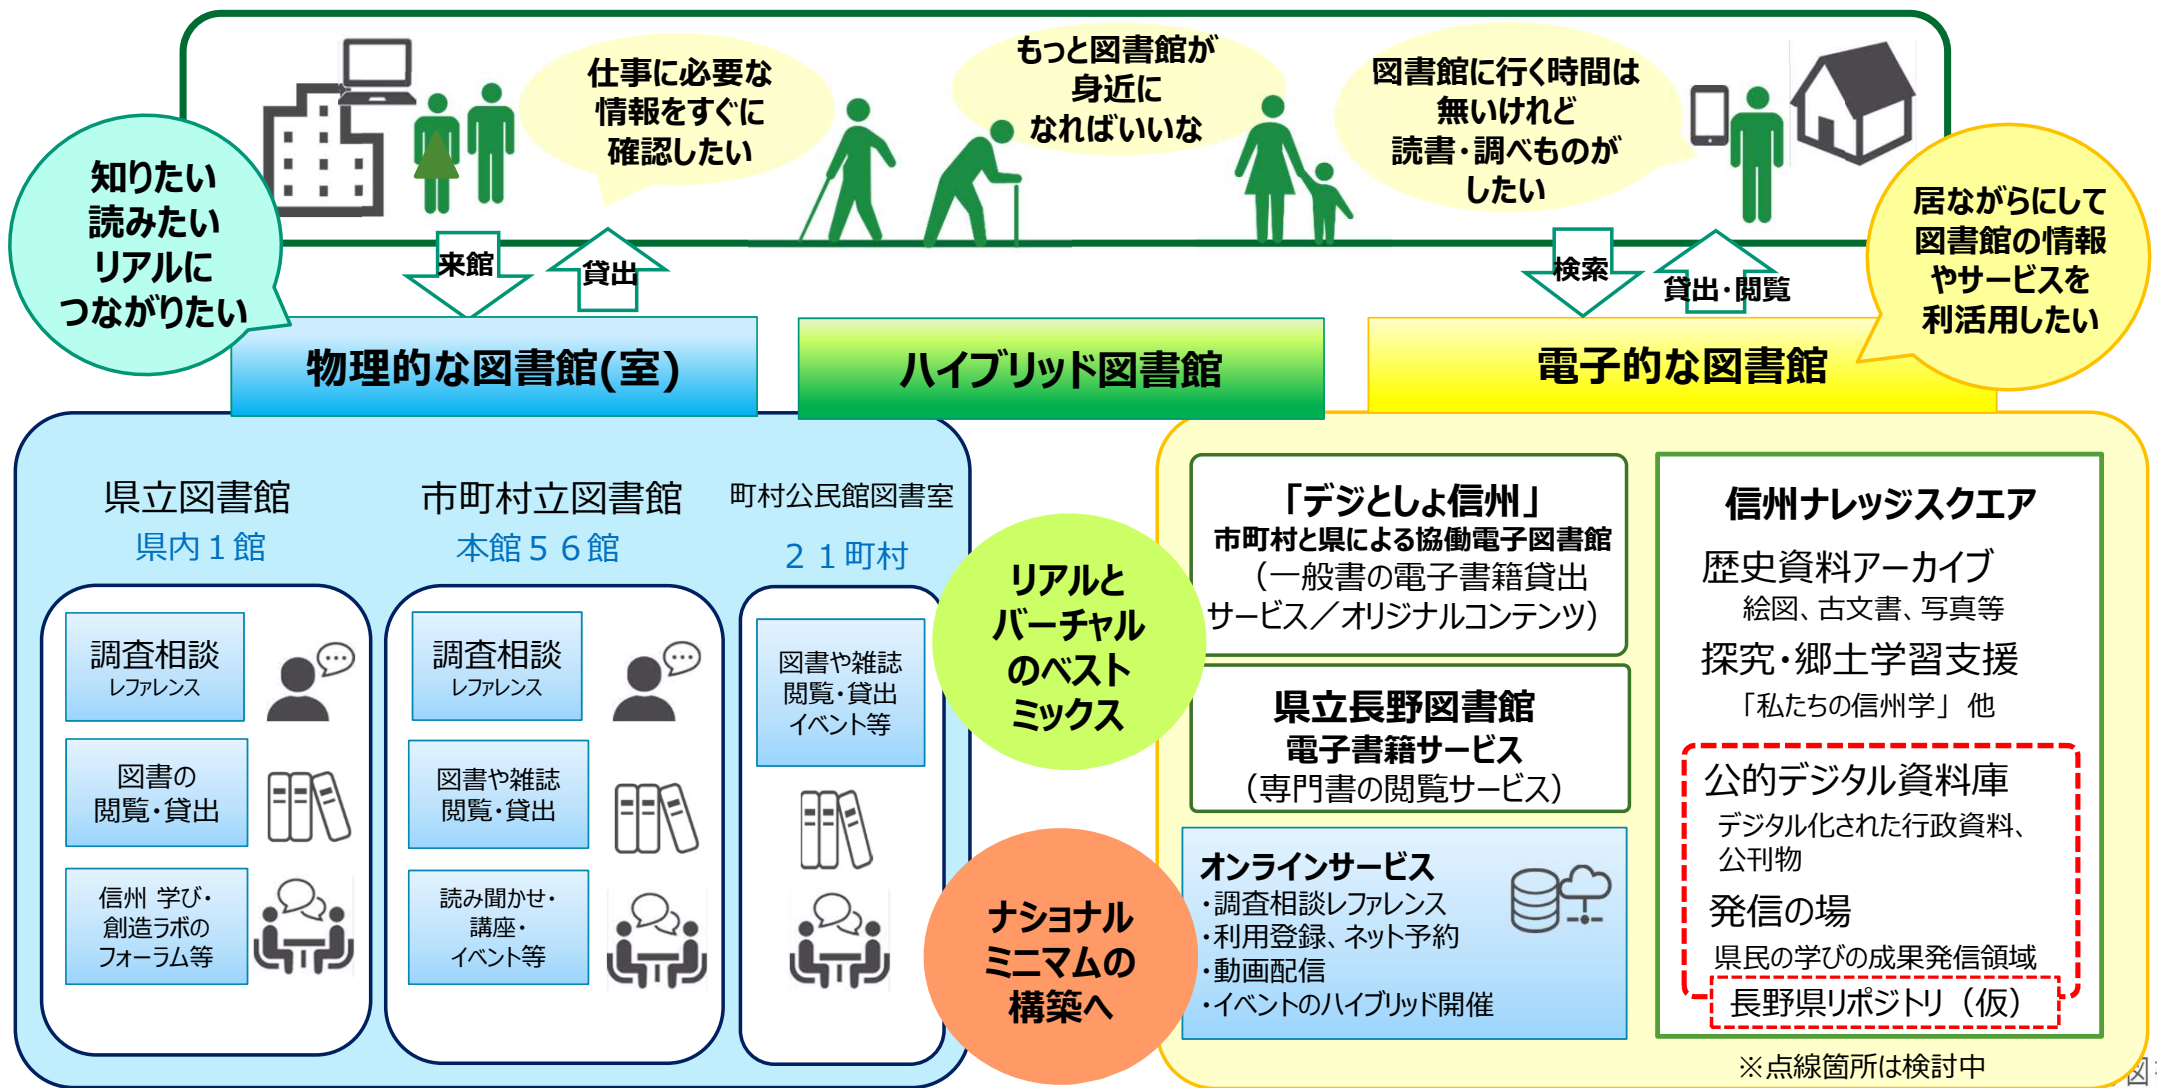 仕事に必要な
情報をすぐに
確認したい
もっと図書館が
身近に
なればいいな
図書館に行く時間は
無いけれど
読書・調べものが
したい
知りたい
読みたい
リアルに
つながりたい
居ながらにして
図書館の情報
やサービスを
利活用したい
来館
貸出
検索
貸出・閲覧
物理的な図書館(室)
ハイブリッド図書館
電子的な図書館
県立図書館
県内1館
調査相談
レファレンス
図書の
閲覧・貸出
信州 学び・
創造ラボの
フォーラム等
市町村立図書館
本館56館
調査相談
レファレンス
図書や雑誌
閲覧・貸出
読み聞かせ・
講座・
イベント等
町村公民館図書室
21町村
図書や雑誌
閲覧・貸出
イベント等
リアルと
バーチャル
のベスト
ミックス
ナショナル
ミニマムの
構築へ
「デジとしょ信州」
市町村と県による協働電子図書館
(一般書の電子書籍貸出
サービス/オリジナルコンテンツ)
県立長野図書館
電子書籍サービス
(専門書の閲覧サービス)
オンラインサービス
・調査相談レファレンス
・利用登録、ネット予約
・動画配信
・イベントのハイブリッド開催
信州ナレッジスクエア
歴史資料アーカイブ
絵図、古文書、写真等
探究・郷土学習支援
「私たちの信州学」他
公的デジタル資料庫
デジタル化された行政資料、
公刊物
発信の場
県民の学びの成果発信領域
長野県リポジトリ(仮)
※点線箇所は検討中